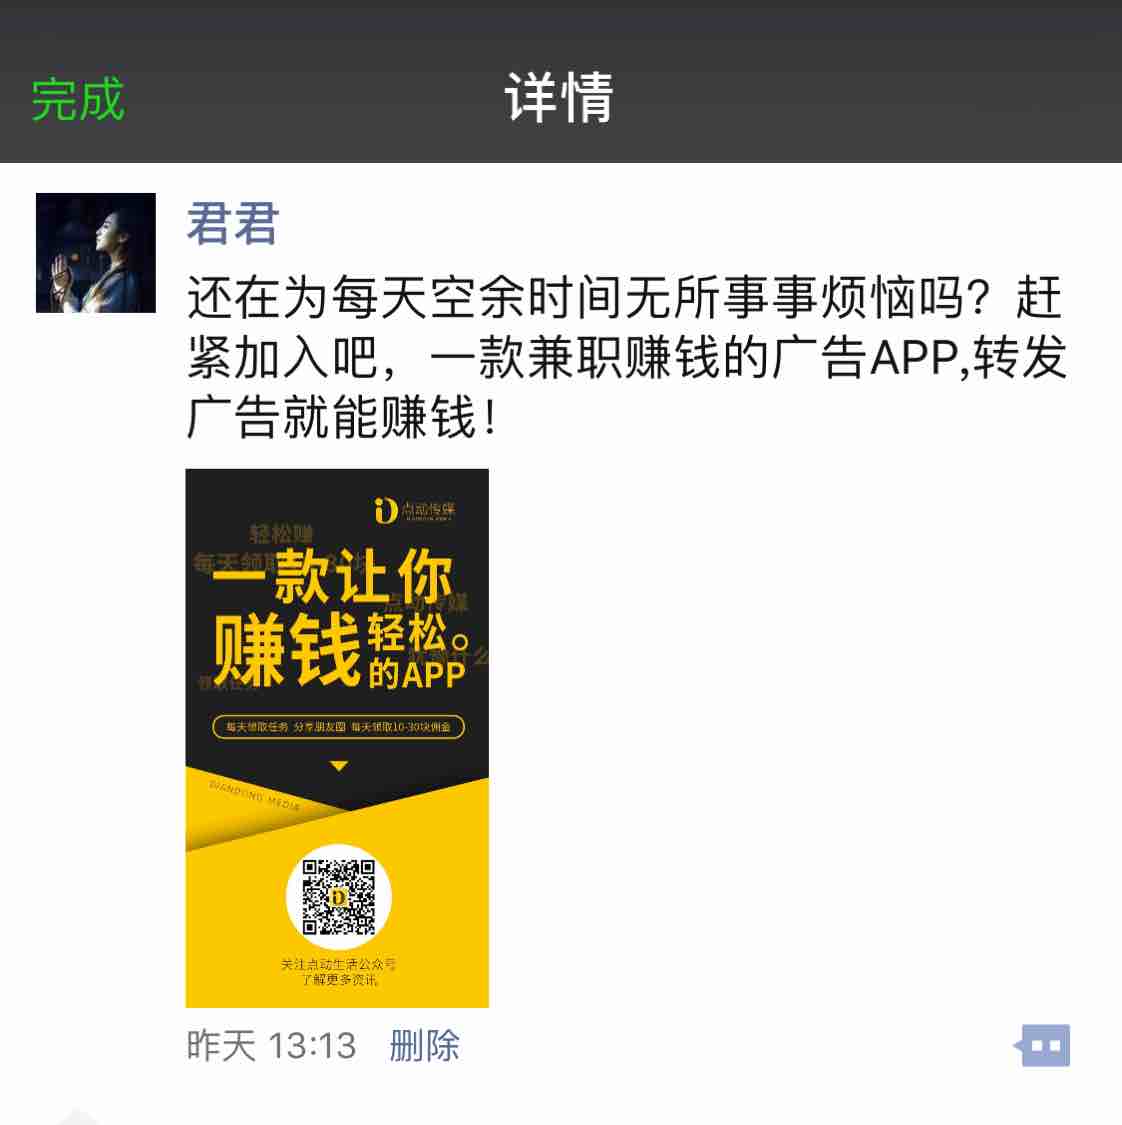 完成
详情
君君
还在为每天空余时间无所事事烦恼吗？赶
紧加入吧，一款兼职赚钱的广告APP,转发
广告就能赚钱！
点动传媒
轻松赚
每天领取
一款让你
点动传媒
赚钱
轻松。
的APP
领取任务
每天领取任务 分享朋友圈 每天领取10-30块佣金
DIANDONG MEDIA
关注点动生活公众号
了解更多资讯
昨天 13:13 删除